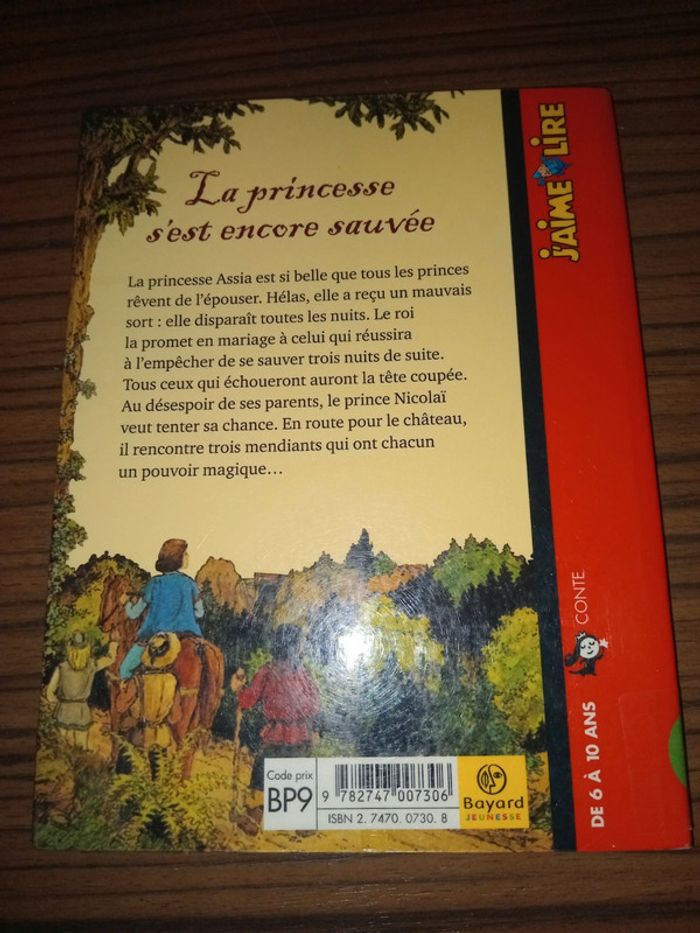 La princesse
s'est encore sauvée
La princesse Assia est si belle que tous les princes
rêvent de l'épouser. Hélas, elle a reçu un mauvais
sort : elle disparaît toutes les nuits. Le roi
la promet en mariage à celui qui réussira
à l'empêcher de se sauver trois nuits de suite.
Tous ceux qui échoueront auront la tête coupée.
Au désespoir de ses parents, le prince Nicolaï
veut tenter sa chance. En route pour le château,
il rencontre trois mendiants qui ont chacun
un pouvoir magique...
Code prix
BP9
9 782747 007306
ISBN 2. 7470. 0730. 8
Bayard
JEUNESSE
J'AIME LIRE
CONTE
DE 6 À 10 ANS